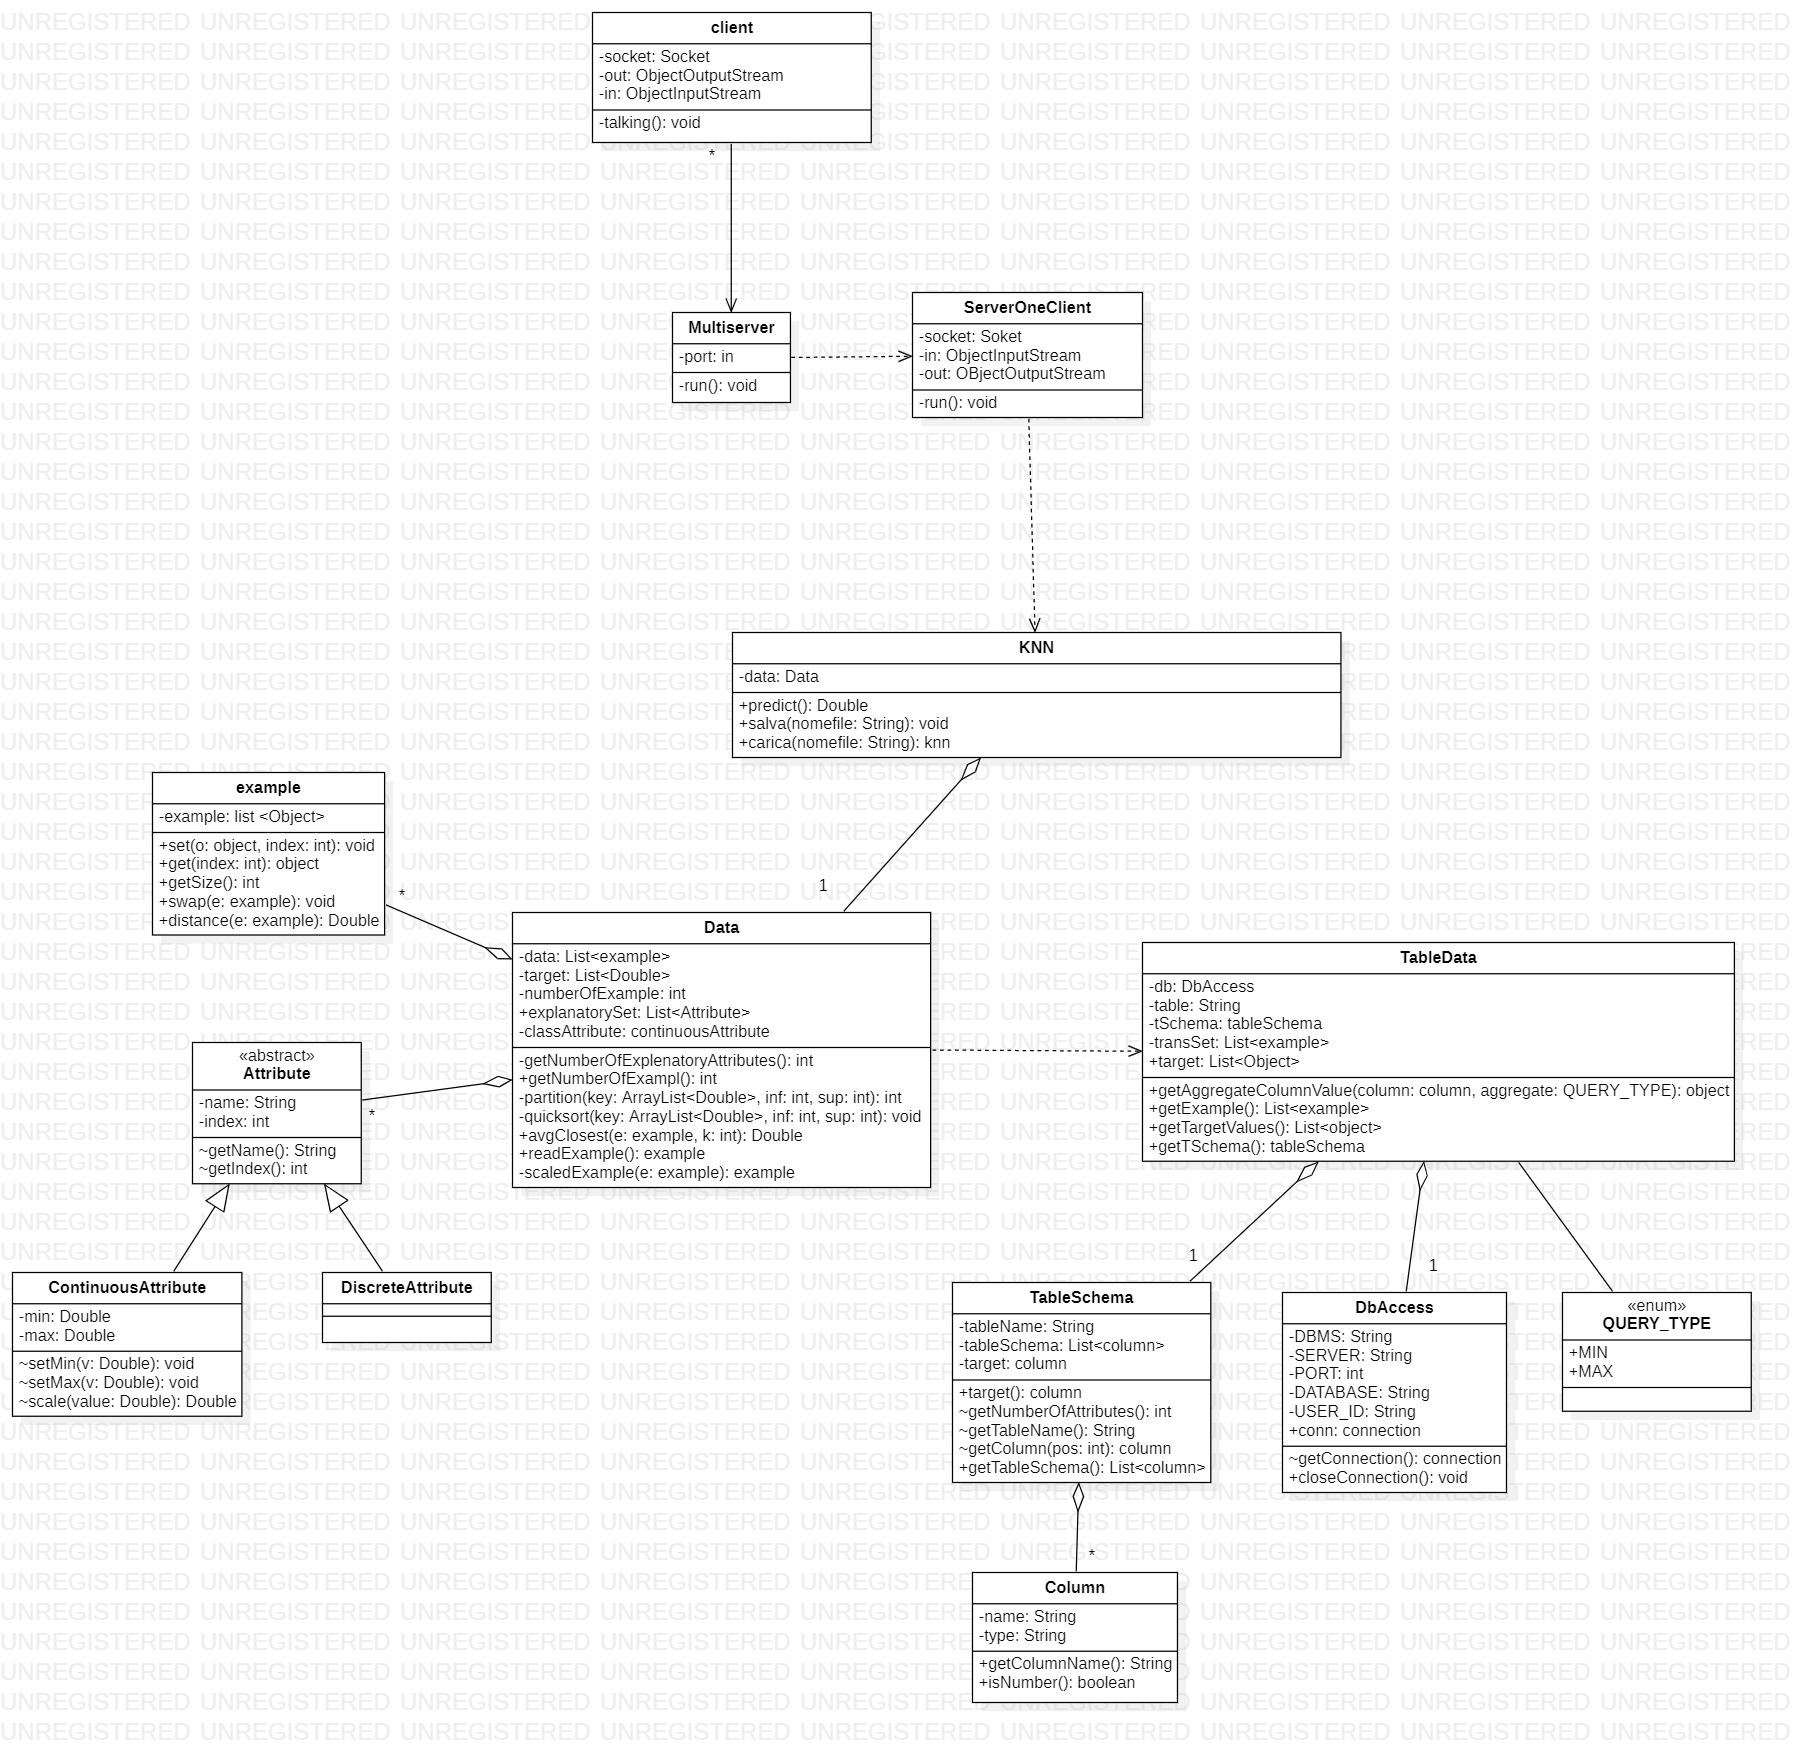 client
-socket: Socket
-out: ObjectOutputStream
-in: ObjectInputStream
-talking(): void
*
Multiserver
-port: in
-run(): void
ServerOneClient
-socket: Soket
-in: ObjectInputStream
-out: OBjectOutputStream
-run(): void
KNN
-data: Data
+predict(): Double
+salva(nomefile: String): void
+carica(nomefile: String): knn
example
-example: list <Object>
+set(o: object, index: int): void
+get(index: int): object
+getSize(): int
+swap(e: example): void
+distance(e: example): Double
*
1
Data
-data: List<example>
-target: List<Double>
-numberOfExample: int
+explanatorySet: List<Attribute>
-classAttribute: continuousAttribute
-getNumberOfExplenatoryAttributes(): int
+getNumberOfExampl(): int
-partition(key: ArrayList<Double>, inf: int, sup: int): int
-quicksort(key: ArrayList<Double>, inf: int, sup: int): void
+avgClosest(e: example, k: int): Double
+readExample(): example
-scaledExample(e: example): example
TableData
-db: DbAccess
-table: String
-tSchema: tableSchema
-transSet: List<example>
+target: List<Object>
+getAggregateColumnValue(column: column, aggregate: QUERY_TYPE): object
+getExample(): List<example>
+getTargetValues(): List<object>
+getTSchema(): tableSchema
«abstract»
Attribute
-name: String
-index: int
~getName(): String
~getIndex(): int
*
ContinuousAttribute
-min: Double
-max: Double
~setMin(v: Double): void
~setMax(v: Double): void
~scale(value: Double): Double
DiscreteAttribute
1
1
TableSchema
-tableName: String
-tableSchema: List<column>
-target: column
+target(): column
~getNumberOfAttributes(): int
~getTableName(): String
~getColumn(pos: int): column
+getTableSchema(): List<column>
DbAccess
-DBMS: String
-SERVER: String
-PORT: int
-DATABASE: String
-USER_ID: String
+conn: connection
~getConnection(): connection
+closeConnection(): void
«enum»
QUERY_TYPE
+MIN
+MAX
*
Column
-name: String
-type: String
+getColumnName(): String
+isNumber(): boolean
UNREGISTERED